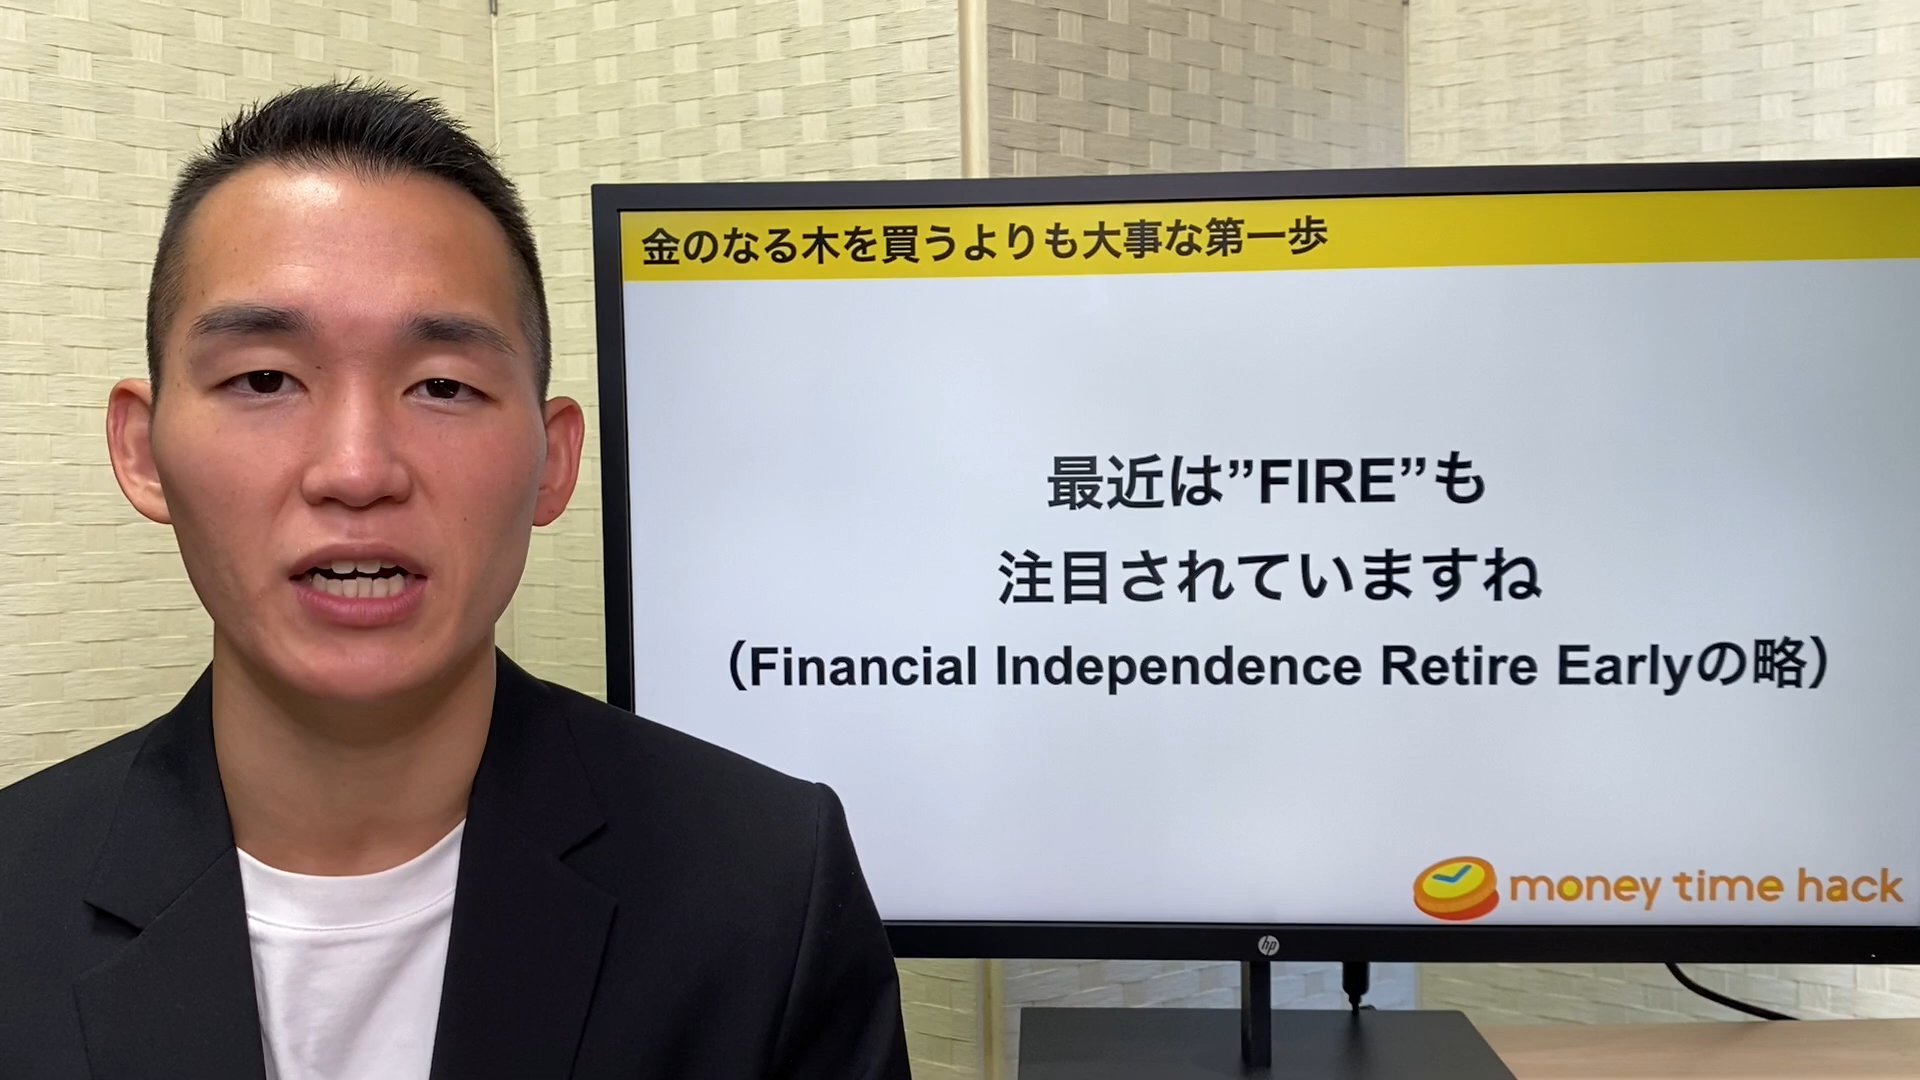 金のなる木を買うよりも大事な第一歩
最近は”FIRE”も
注目されていますね
（Financial Independence Retire Earlyの略）
money time hack
hp